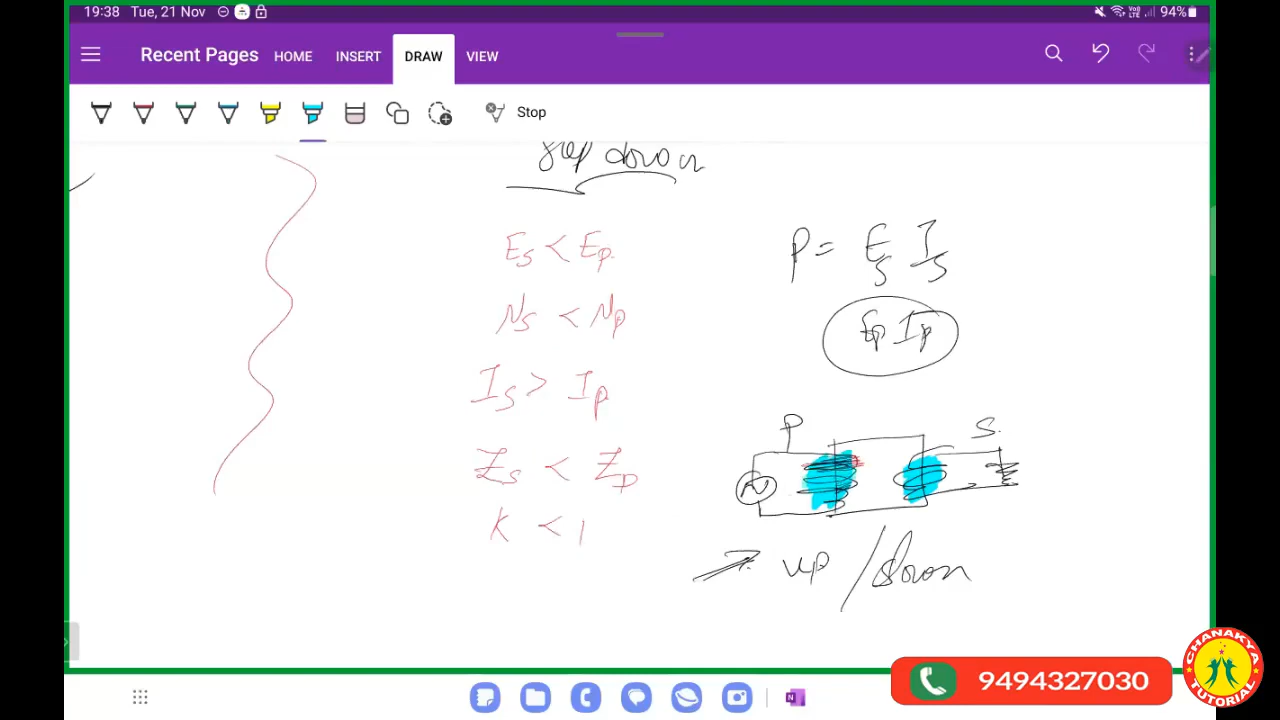 19:38 Tue, 21 Nov 94%
Recent Pages HOME INSERT DRAW VIEW
Stop
Step down
Es < Ep
Ns < Np
Is > Ip
Zs < Zp
K < 1
P = Es Is
Ep Ip
P S
up / down
9494327030
CHANAKYA
TUTORIAL